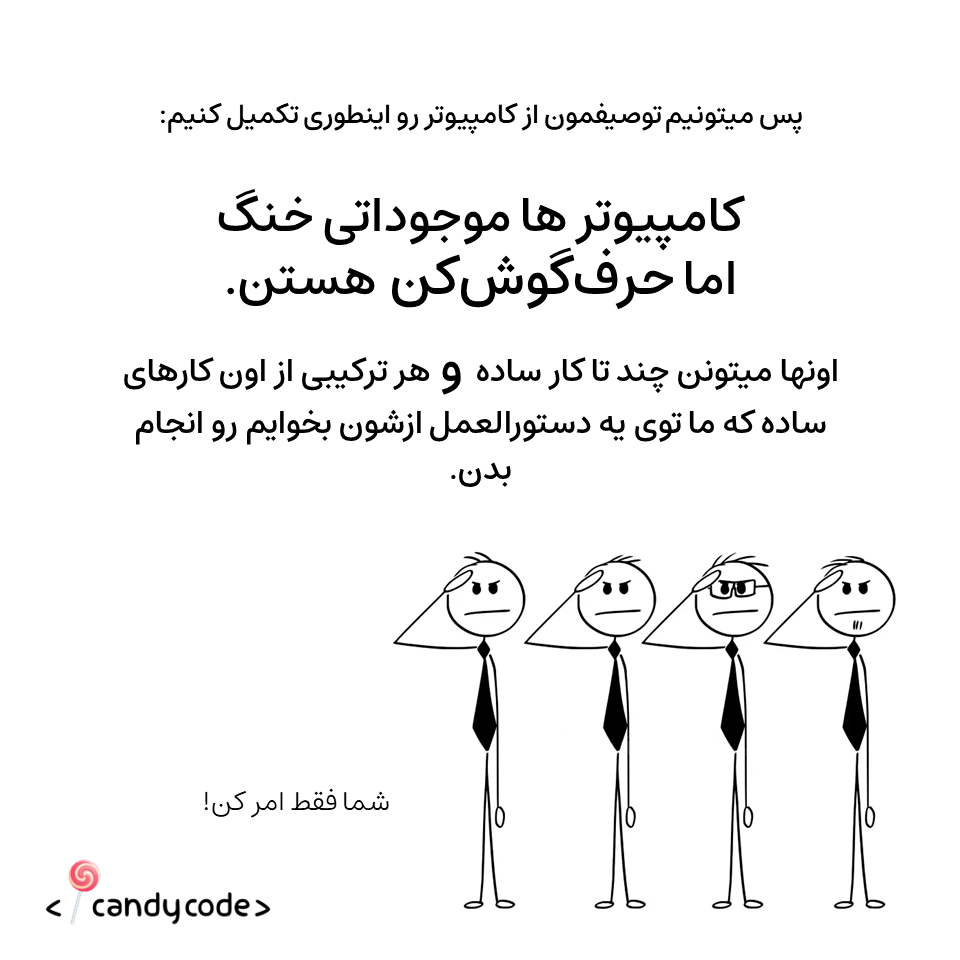 پس میتونیم توصیفمون از کامپیوتر رو اینطوری تکمیل کنیم:
کامپیوتر ها موجوداتی خنگ
اما حرف‌گوش‌کن هستن.
اونها میتونن چند تا کار ساده و هر ترکیبی از اون کارهای
ساده که ما توی یه دستورالعمل ازشون بخوایم رو انجام
بدن.
شما فقط امر کن!
</candycode>